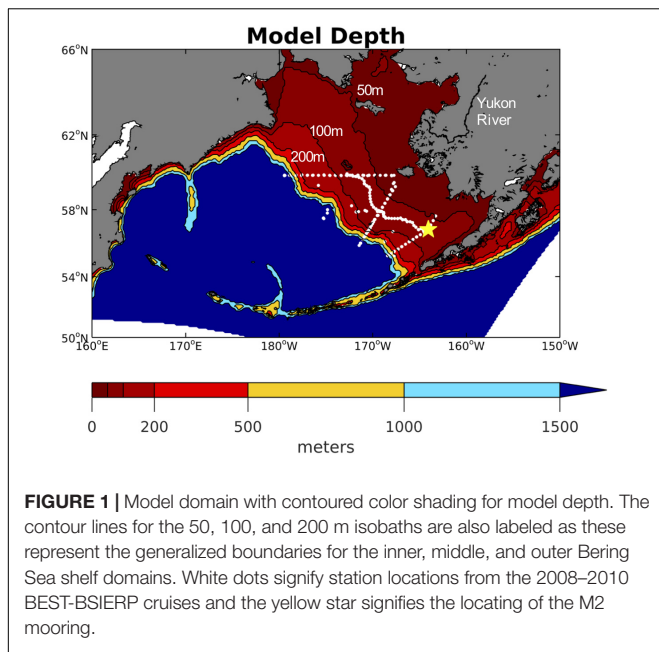 Model Depth
66°N
62°N
58°N
54°N
50°N
50m
100m
200m
Yukon
River
160°E
170°E
180°N
170°W
160°W
150°W
0
200
500
1000
1500
meters
FIGURE 1 | Model domain with contoured color shading for model depth. The
contour lines for the 50, 100, and 200 m isobaths are also labeled as these
represent the generalized boundaries for the inner, middle, and outer Bering
Sea shelf domains. White dots signify station locations from the 2008–2010
BEST-BSIERP cruises and the yellow star signifies the locating of the M2
mooring.